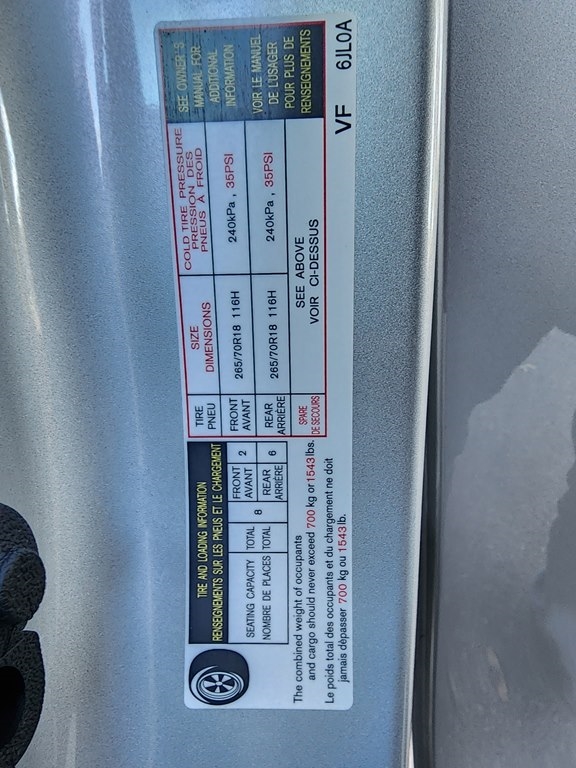 TIRE AND LOADING INFORMATION
RENSEIGNEMENTS SUR LES PNEUS ET LE CHARGEMENT
SEATING CAPACITY TOTAL 8 FRONT AVANT 2
NOMBRE DE PLACES TOTAL REAR ARRIÈRE 6
The combined weight of occupants
and cargo should never exceed 700 kg or 1543 lbs.
Le poids total des occupants et du chargement ne doit
jamais dépasser 700 kg ou 1543 lb.
TIRE PNEU
SIZE DIMENSIONS
COLD TIRE PRESSURE
PRESSION DES
PNEUS À FROID
FRONT AVANT 265/70R18 116H 240kPa , 35PSI
REAR ARRIÈRE 265/70R18 116H 240kPa , 35PSI
SPARE DE SECOURS SEE ABOVE
VOIR CI-DESSUS
SEE OWNER'S
MANUAL FOR
ADDITIONAL
INFORMATION
VOIR LE MANUEL
DE L'USAGER
POUR PLUS DE
RENSEIGNEMENTS
VF 6JL0A